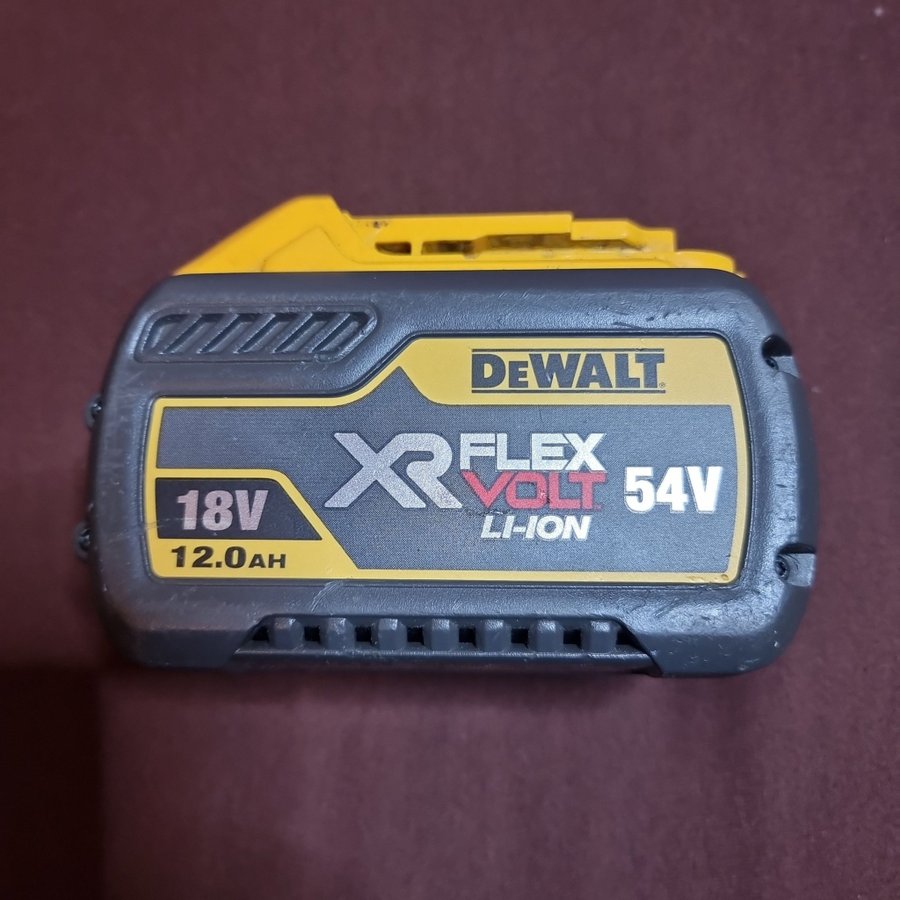 DEWALT
XR FLEX
VOLT
LI-ION
54V
18V
12.0AH